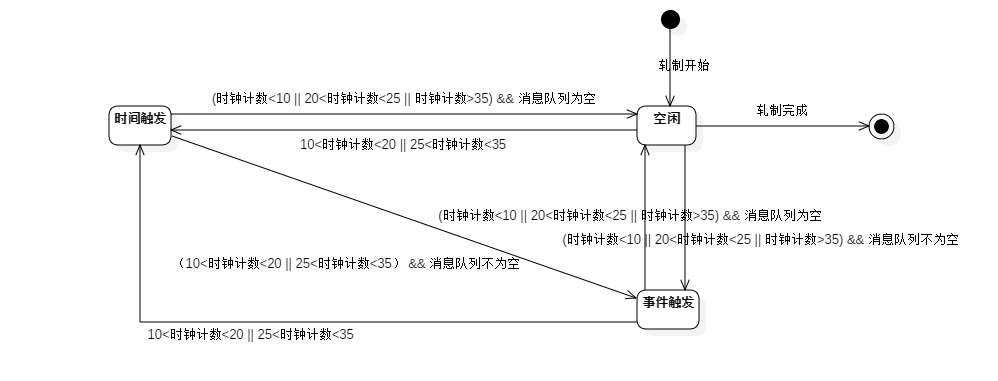 轧制开始
(时钟计数<10 || 20<时钟计数<25 || 时钟计数>35) && 消息队列为空
轧制完成
时间触发
空闲
10<时钟计数<20 || 25<时钟计数<35
(时钟计数<10 || 20<时钟计数<25 || 时钟计数>35) && 消息队列为空
(时钟计数<10 || 20<时钟计数<25 || 时钟计数>35) && 消息队列不为空
（10<时钟计数<20 || 25<时钟计数<35） && 消息队列不为空
事件触发
10<时钟计数<20 || 25<时钟计数<35